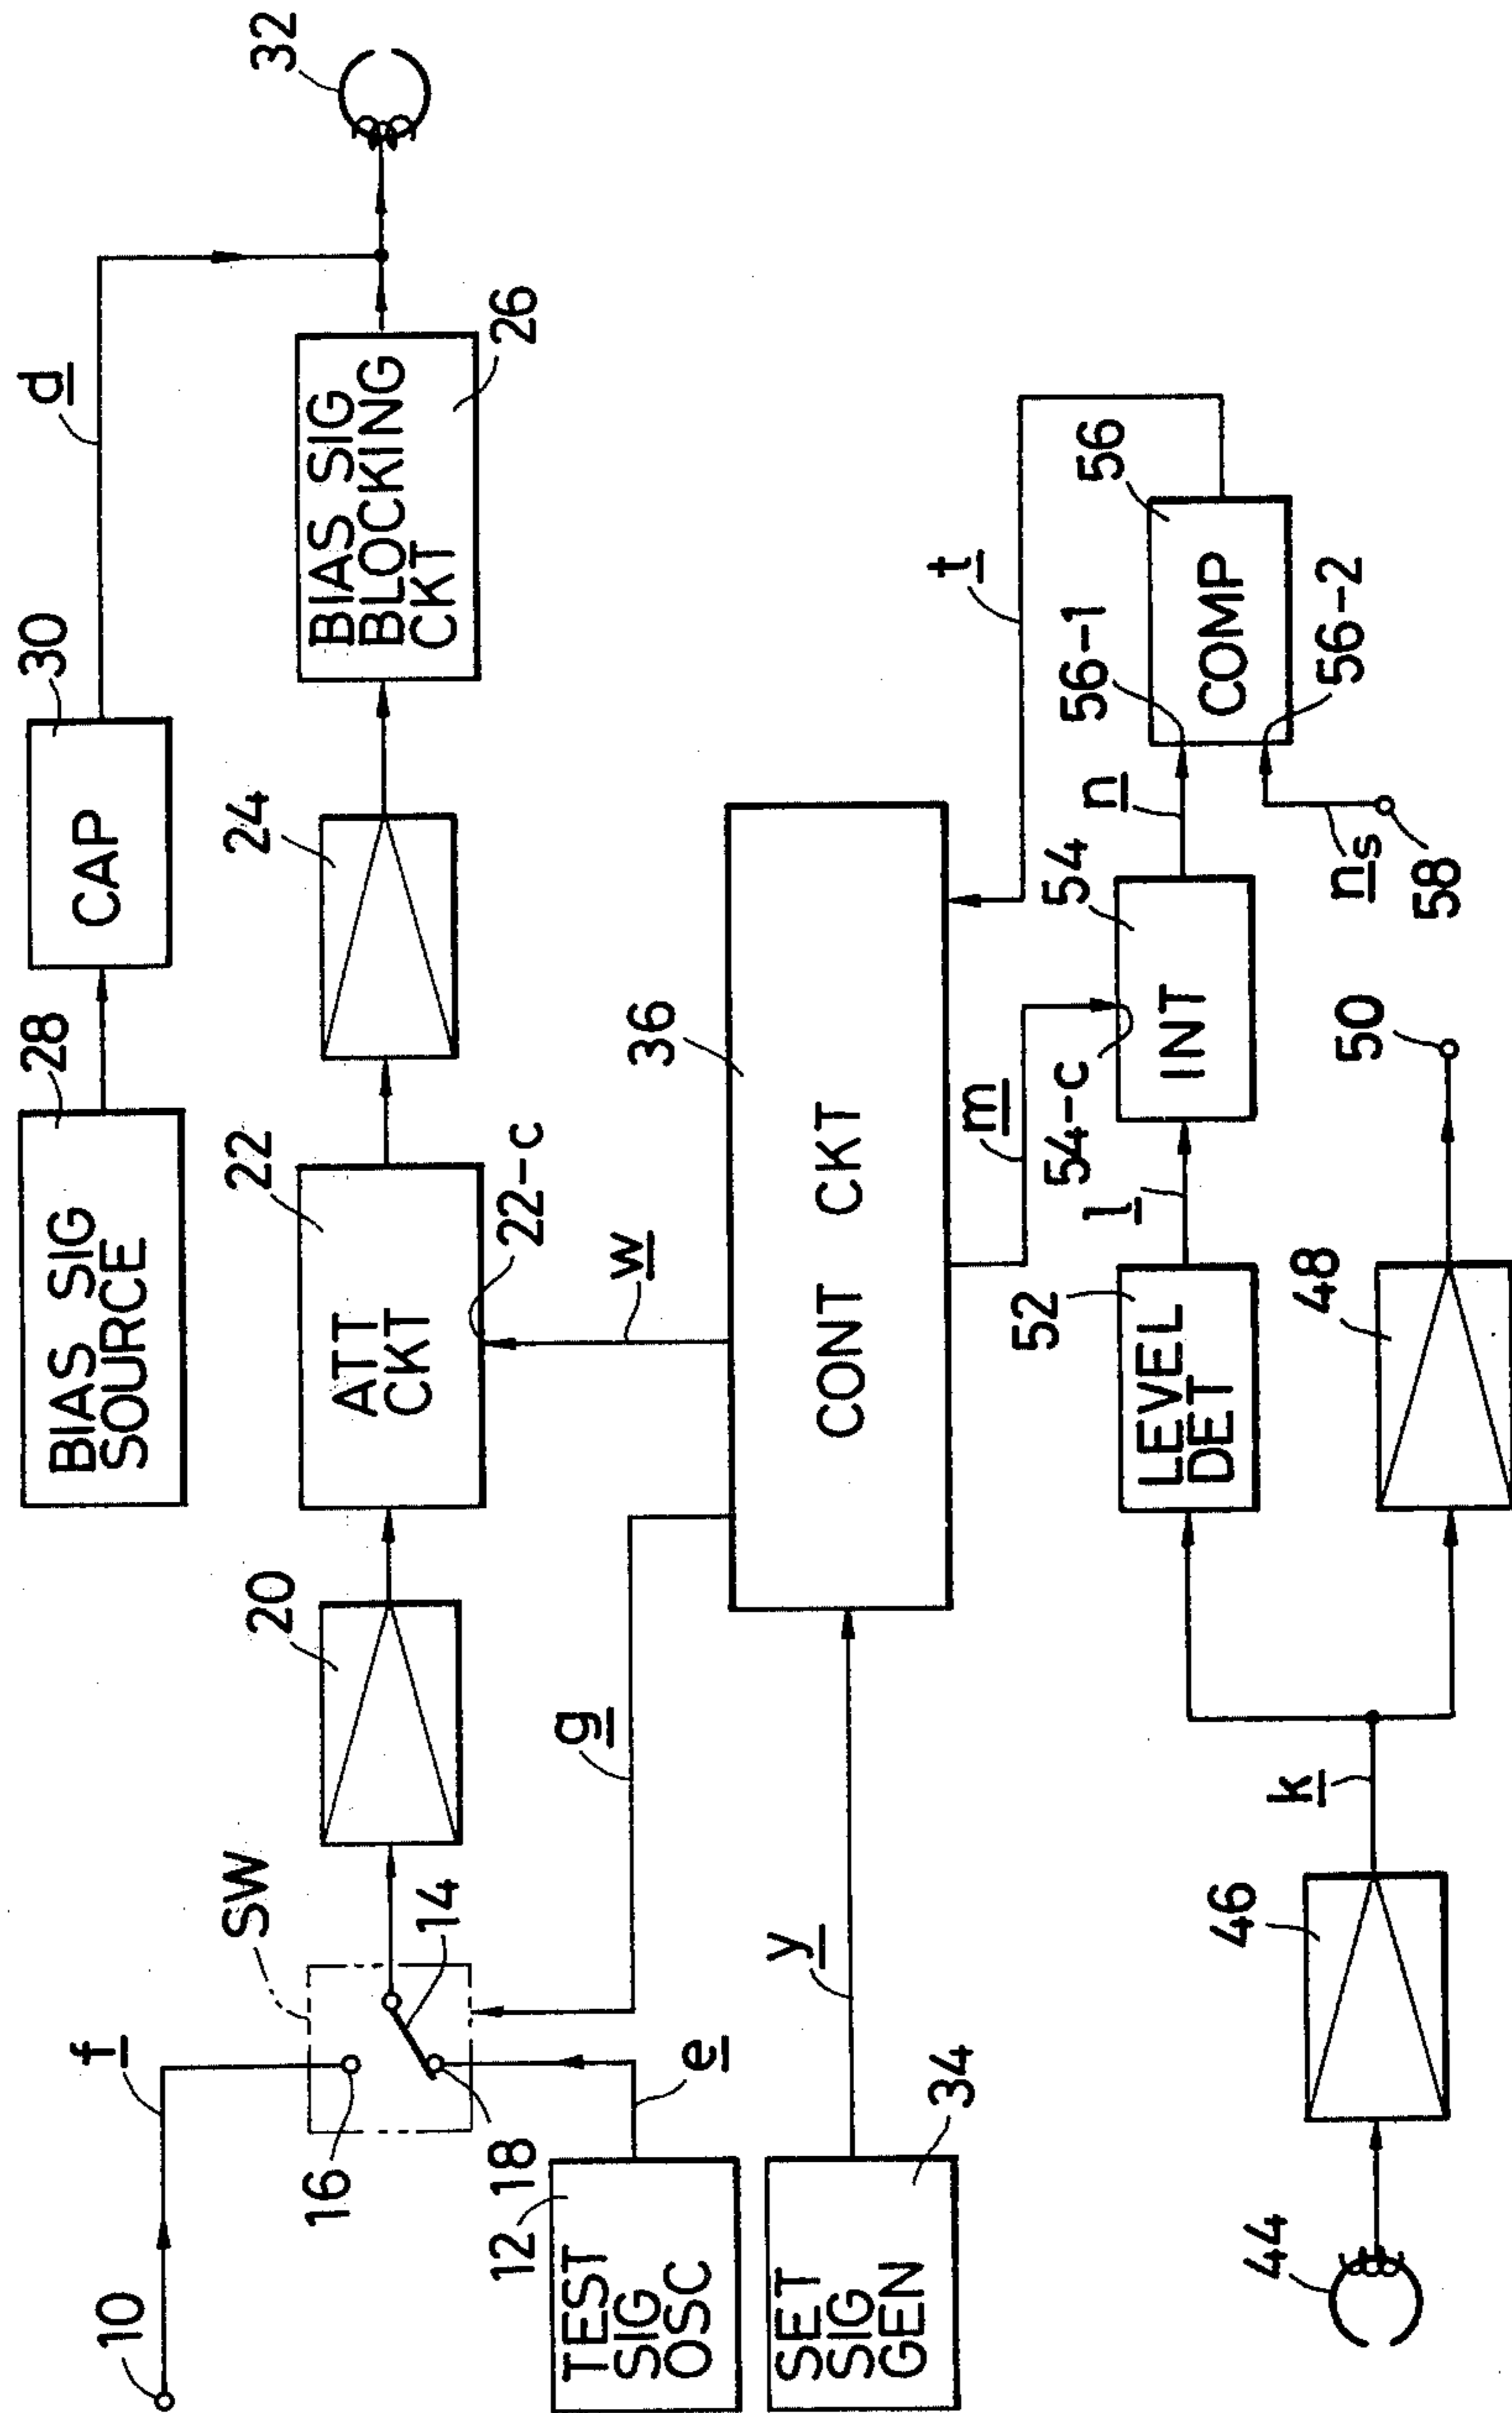 BIAS SIG
SOURCE
28
CAP
30
d
32
10
f
SW
16
14
18
20
22
ATT
CKT
22-c
24
BIAS SIG
BLOCKING
CKT
26
12
TEST
SIG
OSC
e
g
w
36
CONT CKT
t
SET
SIG
GEN
34
y
m
44
46
k
52
LEVEL
DET
l
54-c
54
INT
n
56-1
56
COMP
56-2
ns
58
48
50